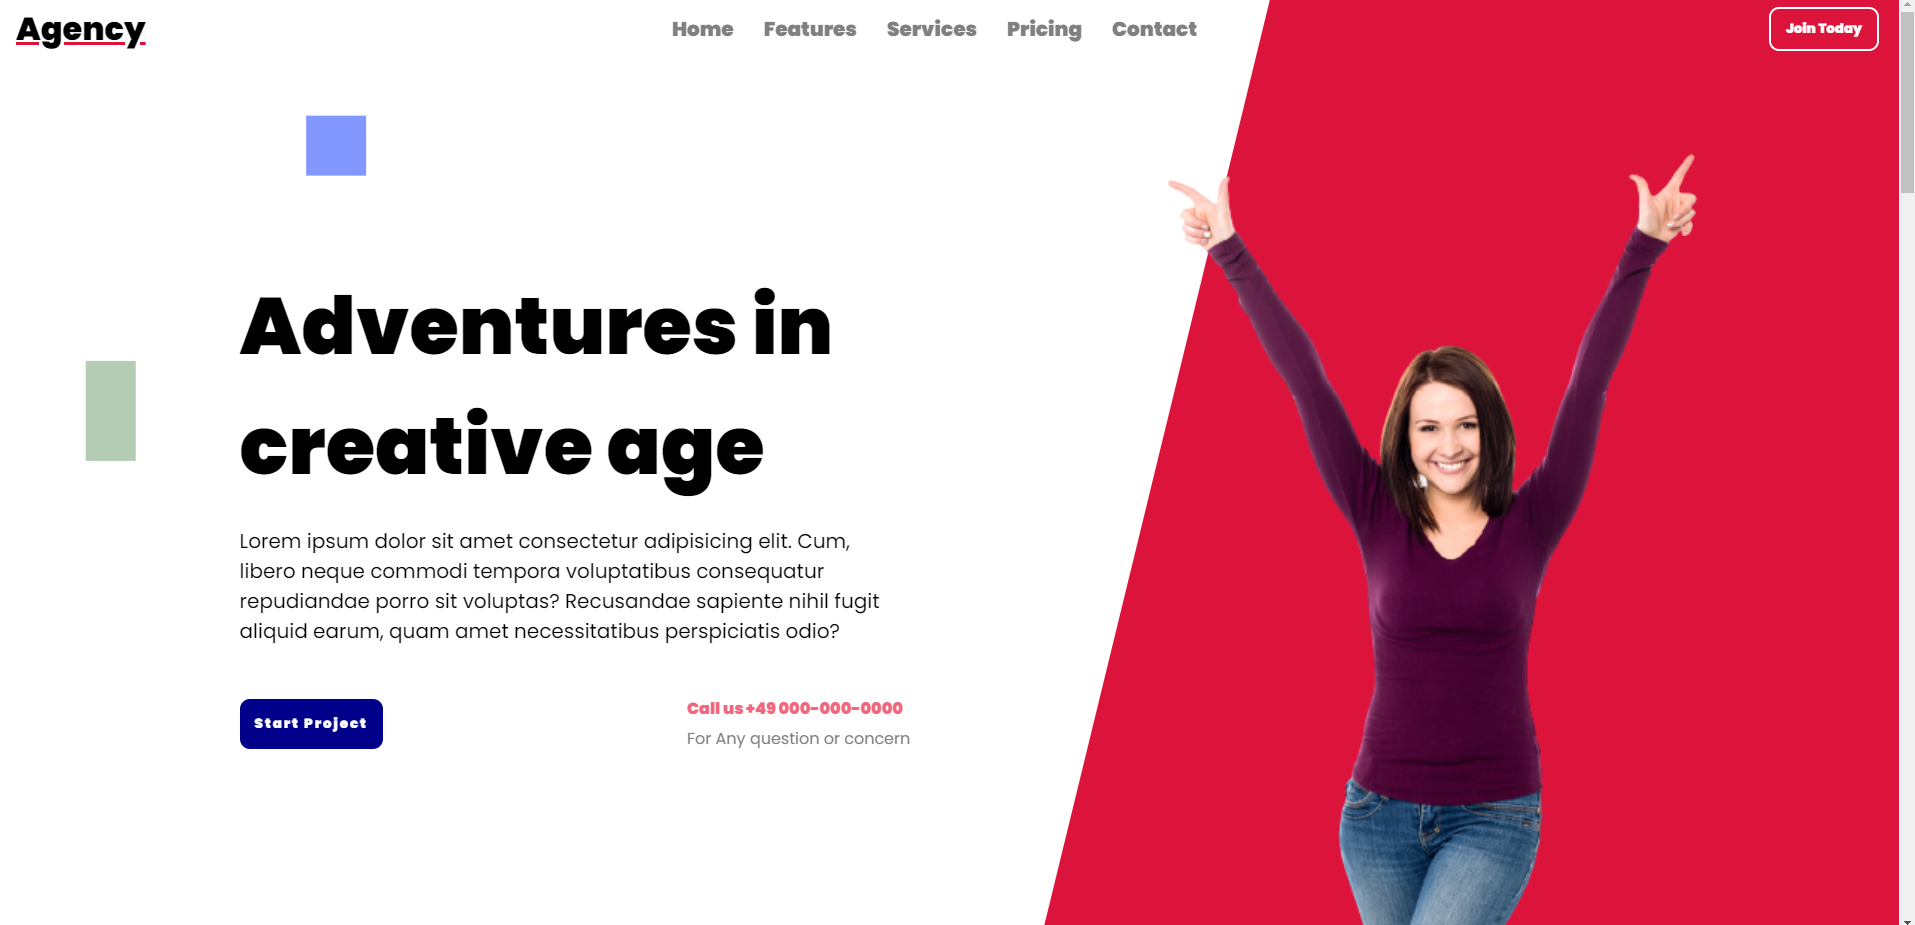 Agency
Home Features Services Pricing Contact
Join Today
Adventures in
creative age
Lorem ipsum dolor sit amet consectetur adipisicing elit. Cum,
libero neque commodi tempora voluptatibus consequatur
repudiandae porro sit voluptas? Recusandae sapiente nihil fugit
aliquid earum, quam amet necessitatibus perspiciatis odio?
Start Project
Call us +49 000-000-0000
For Any question or concern